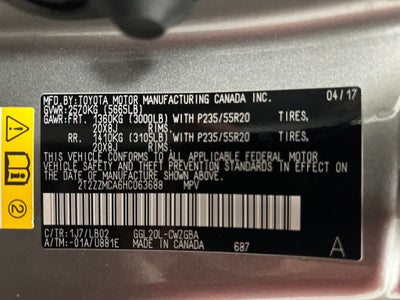 MFD.BY:TOYOTA MOTOR MANUFACTURING CANADA INC. 04/17
GVWR:2570KG (5665LB)
GAWR:FRT. 1360KG (3000LB) WITH P235/55R20 TIRES,
20X8J RIMS,
RR. 1410KG (3105LB) WITH P235/55R20 TIRES,
20X8J RIMS,
THIS VEHICLE CONFORMS TO ALL APPLICABLE FEDERAL MOTOR
VEHICLE SAFETY AND THEFT PREVENTION STANDARDS IN EFFECT
ON THE DATE OF MANUFACTURE SHOWN ABOVE.
2T2ZZMCA6HC063688 MPV
C/TR:1J7/LB02 GGL20L-CWZGBA
A/TM:-01A/U881E MADE IN CANADA 687 A
2